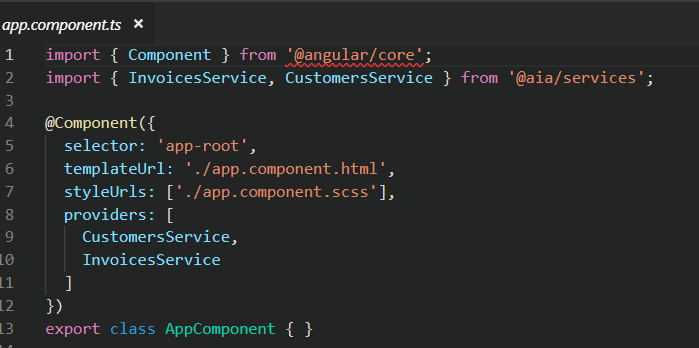 app.component.ts ×
1 import { Component } from '@angular/core';
2 import { InvoicesService, CustomersService } from '@aia/services';
3
4 @Component({
5   selector: 'app-root',
6   templateUrl: './app.component.html',
7   styleUrls: ['./app.component.scss'],
8   providers: [
9     CustomersService,
10     InvoicesService
11   ]
12 })
13 export class AppComponent { }